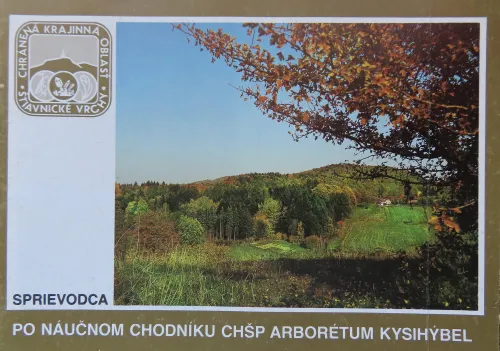 CHRÁNENÁ KRAJINNÁ OBLASŤ
ŠTIAVNICKÉ VRCHY
SPRIEVODCA
PO NÁUČNOM CHODNÍKU CHŠP ARBORÉTUM KYSIHÝBEL